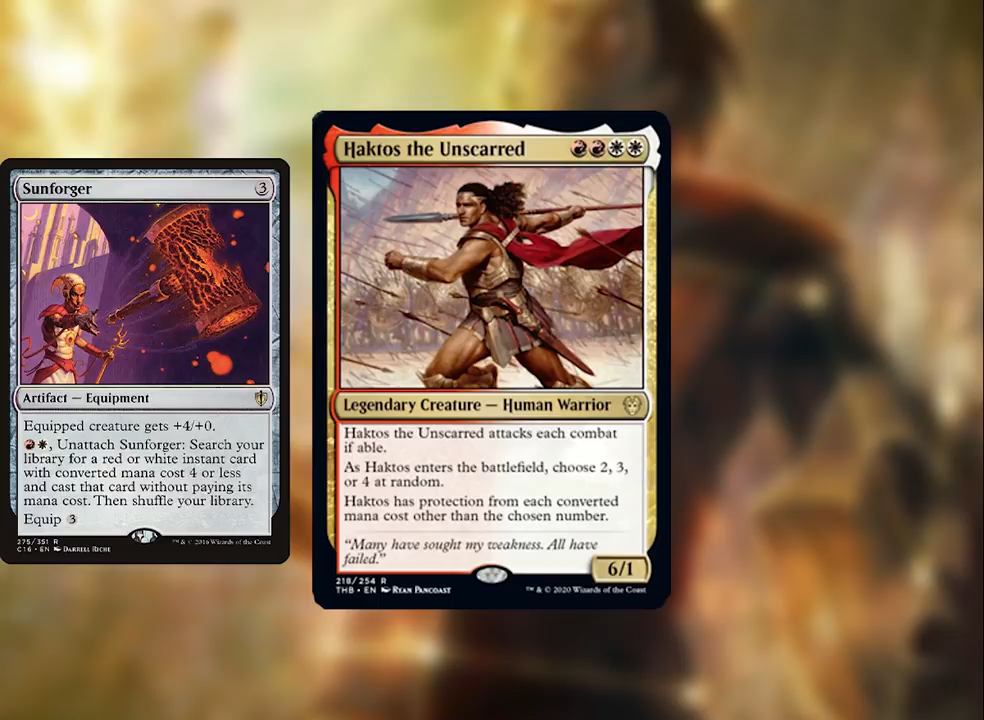 Sunforger 3
Artifact — Equipment
Equipped creature gets +4/+0.
, Unattach Sunforger: Search your
library for a red or white instant card
with converted mana cost 4 or less
and cast that card without paying its
mana cost. Then shuffle your library.
Equip 3
275/351 R
C16 • EN Darrell Riche
™ & © 2016 Wizards of the Coast
Haktos the Unscarred
Legendary Creature — Human Warrior
Haktos the Unscarred attacks each combat
if able.
As Haktos enters the battlefield, choose 2, 3,
or 4 at random.
Haktos has protection from each converted
mana cost other than the chosen number.
“Many have sought my weakness. All have
failed.”
6/1
218/254 R
THB • EN Ryan Pancoast
™ & © 2020 Wizards of the Coast